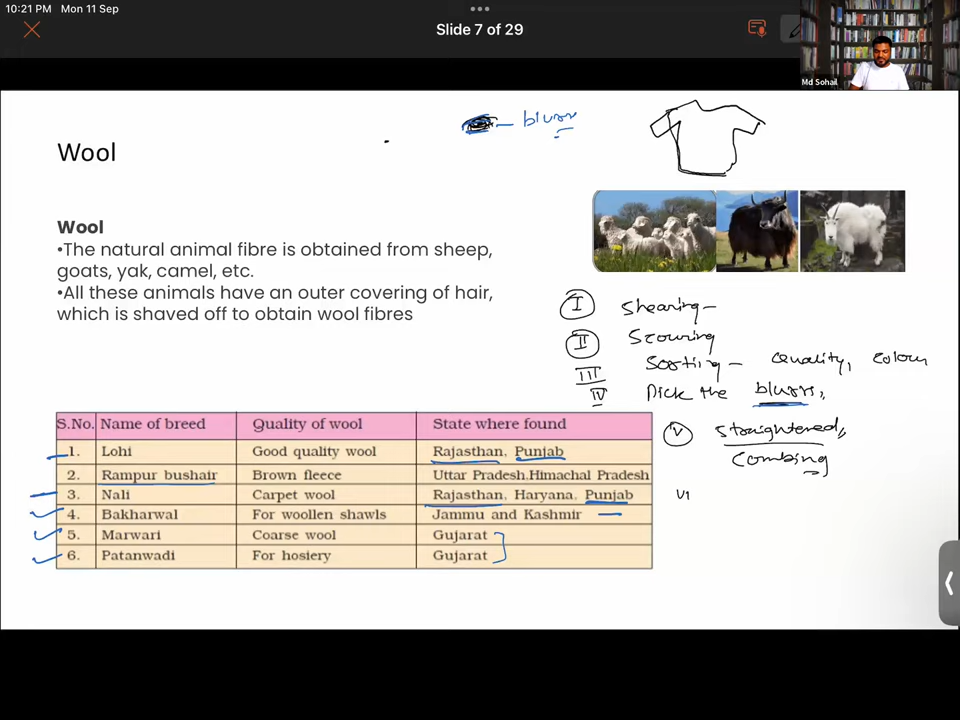 10:21 PM Mon 11 Sep
Slide 7 of 29
Md Sohail
blurrs
Wool
Wool
•The natural animal fibre is obtained from sheep,
goats, yak, camel, etc.
•All these animals have an outer covering of hair,
which is shaved off to obtain wool fibres
I Shearing-
II Scouring
III Sorting - Quality, Colour
IV Pick the blurrs,
V Straightered,
Combing
VI
S.No. Name of breed Quality of wool State where found
1. Lohi Good quality wool Rajasthan, Punjab
2. Rampur bushair Brown fleece Uttar Pradesh,Himachal Pradesh
3. Nali Carpet wool Rajasthan, Haryana, Punjab
4. Bakharwal For woollen shawls Jammu and Kashmir
5. Marwari Coarse wool Gujarat
6. Patanwadi For hosiery Gujarat